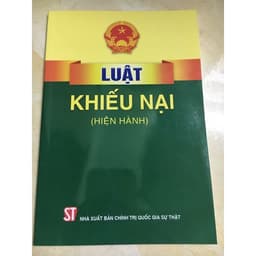 LUẬT
KHIẾU NẠI
(HIỆN HÀNH)
ST NHÀ XUẤT BẢN CHÍNH TRỊ QUỐC GIA SỰ THẬT